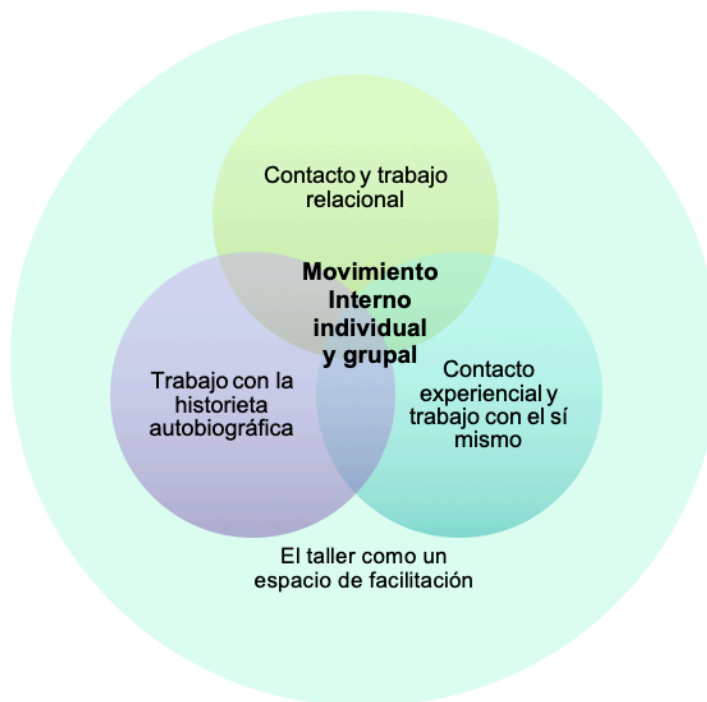 Contacto y trabajo
relacional
Movimiento
Interno
individual
y grupal
Trabajo con la
historieta
autobiográfica
Contacto
experiencial y
trabajo con el sí
mismo
El taller como un
espacio de facilitación